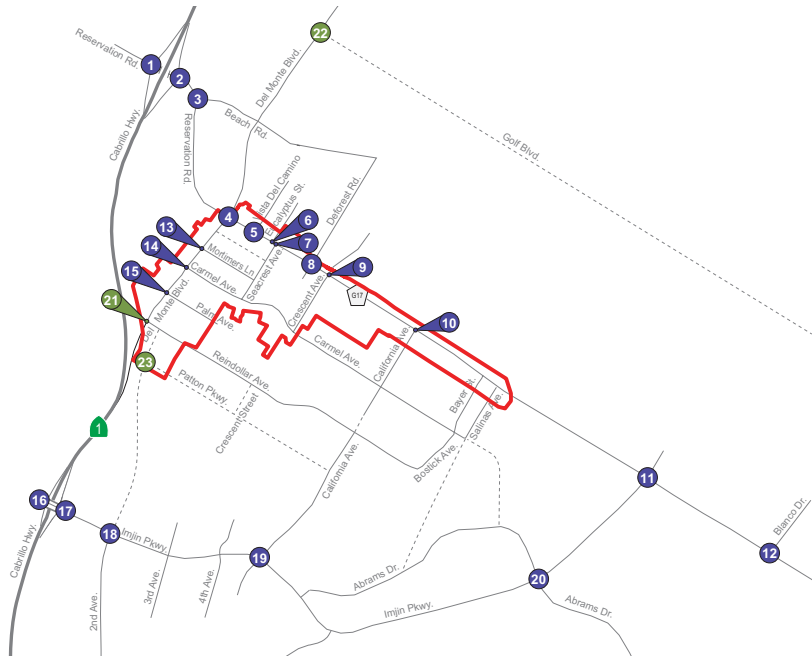 22
Reservation Rd.
1
2
3
Del Monte Blvd.
Cabrillo Hwy.
Beach Rd.
Reservation Rd.
Golf Blvd.
Vista Del Camino
Eucalyptus St.
Deforest Rd.
4
5
6
7
8
9
13
14
15
21
Mortimers Ln
Carmel Ave.
Seacrest Ave.
Crescent Ave.
G17
10
Del Monte Blvd.
Palm Ave.
Carmel Ave.
California Ave.
23
Reindollar Ave.
Patton Pkwy.
Crescent Street
Bayer St.
Salinas Ave.
1
California Ave.
Bostick Ave.
11
16
17
18
Imjin Pkwy.
19
Blanco Dr.
12
Cabrillo Hwy.
3rd Ave.
4th Ave.
2nd Ave.
Abrams Dr.
20
Imjin Pkwy.
Abrams Dr.